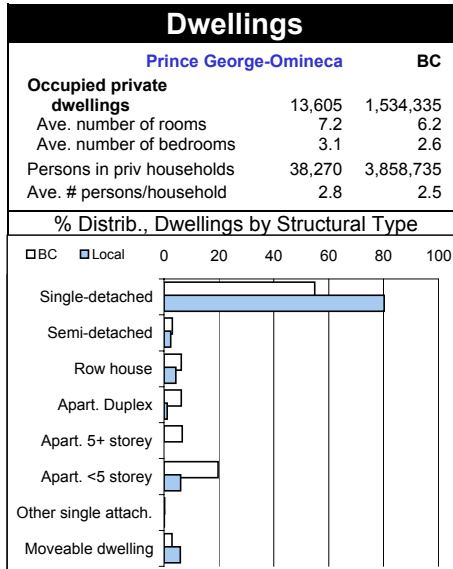 Dwellings
Prince George-Omineca BC
Occupied private
dwellings 13,605 1,534,335
Ave. number of rooms 7.2 6.2
Ave. number of bedrooms 3.1 2.6
Persons in priv households 38,270 3,858,735
Ave. # persons/household 2.8 2.5
% Distrib., Dwellings by Structural Type
BC Local 0 20 40 60 80 100
Single-detached
Semi-detached
Row house
Apart. Duplex
Apart. 5+ storey
Apart. <5 storey
Other single attach.
Moveable dwelling